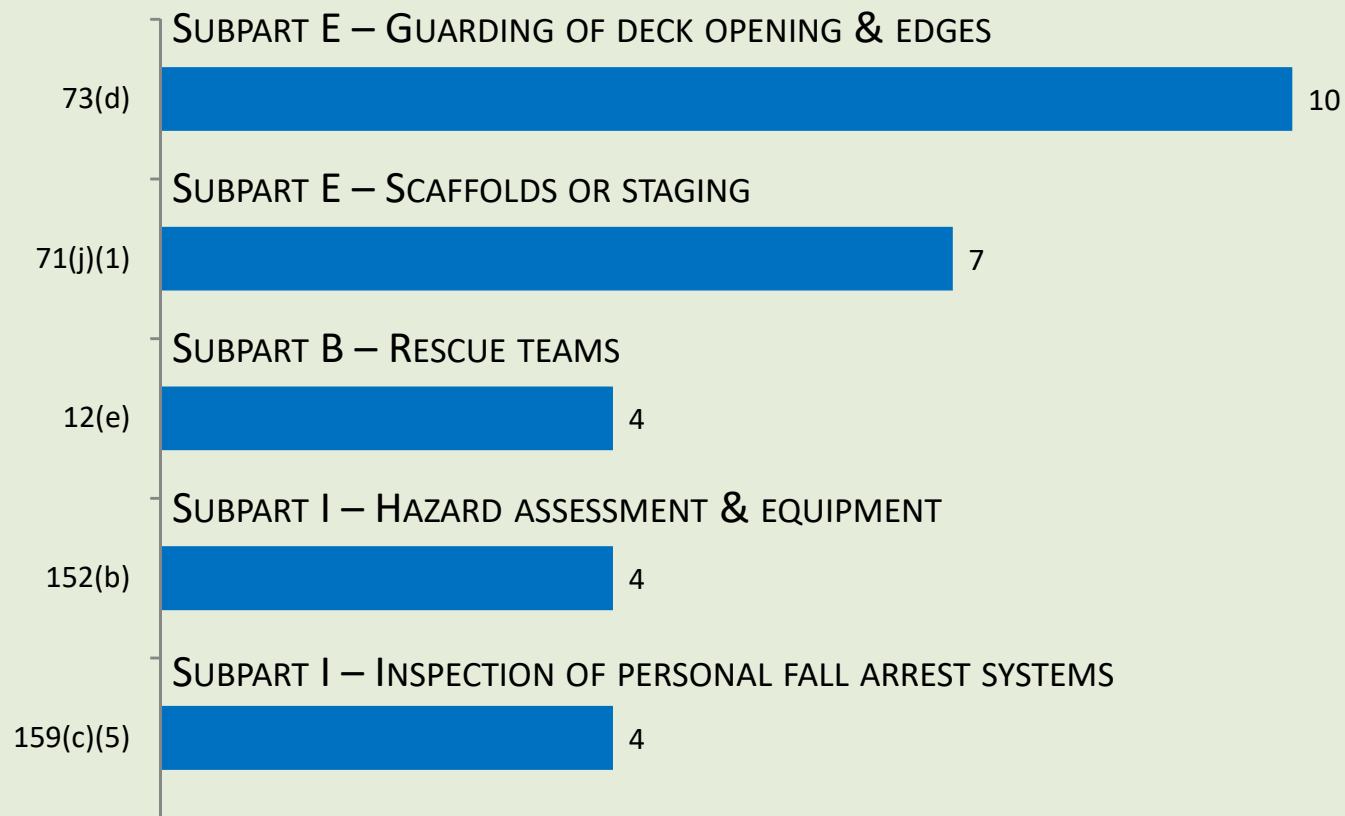 Subpart E – Guarding of deck opening & edges
73(d) 10
Subpart E – Scaffolds or staging
71(j)(1) 7
Subpart B – Rescue teams
12(e) 4
Subpart I – Hazard assessment & equipment
152(b) 4
Subpart I – Inspection of personal fall arrest systems
159(c)(5) 4